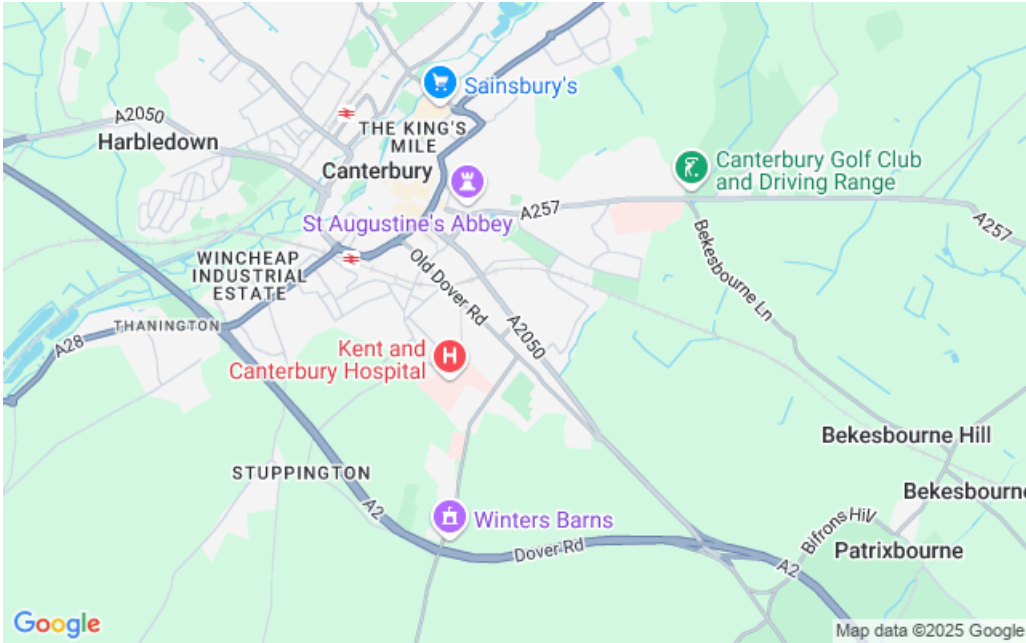 Sainsbury's
A2050
THE KING'S
MILE
Harbledown
Canterbury
Canterbury Golf Club
and Driving Range
A257
St Augustine's Abbey
A257
WINCHEAP
INDUSTRIAL
ESTATE
Old Dover Rd
Bekesbourne Ln
THANINGTON
A28
A2050
Kent and
Canterbury Hospital
H
Bekesbourne Hill
STUPPINGTON
Bekesbourne
A2
Winters Barns
Bifrons Hil
Dover Rd
Patrixbourne
A2
Google
Map data ©2025 Google